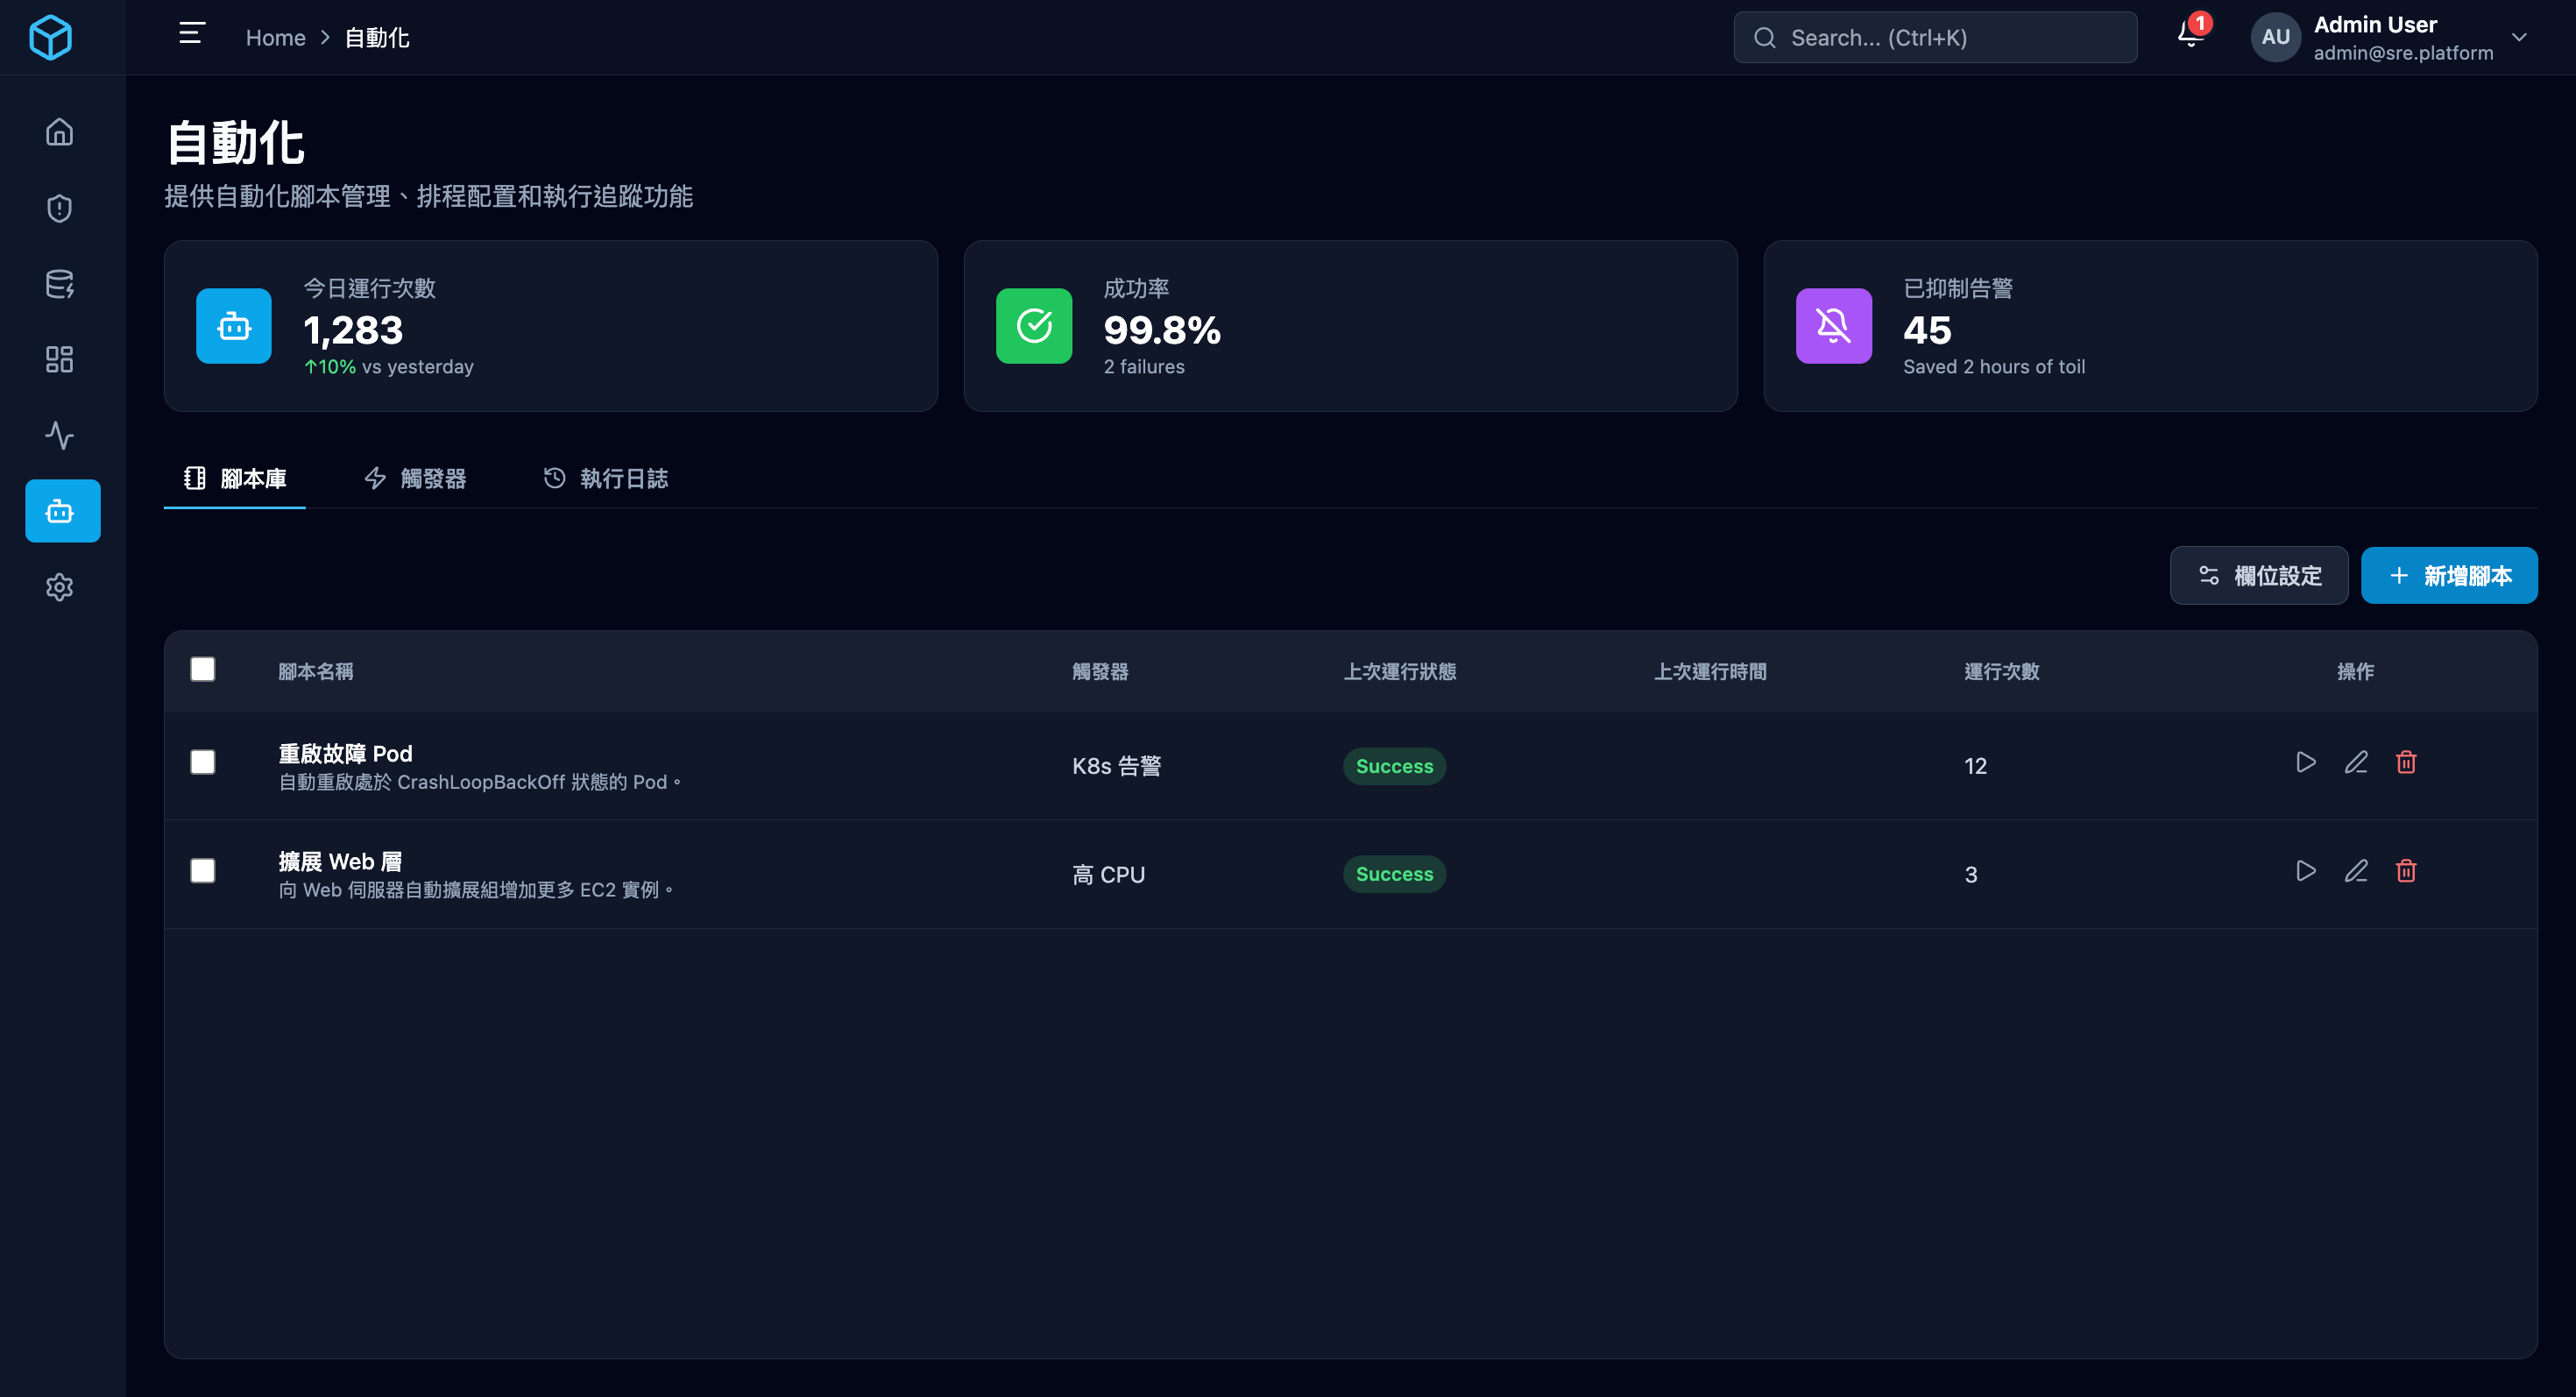 Home > 自動化
Search... (Ctrl+K)
1
AU
Admin User
admin@sre.platform
自動化
提供自動化腳本管理、排程配置和執行追蹤功能
今日運行次數
1,283
↑10% vs yesterday
成功率
99.8%
2 failures
已抑制告警
45
Saved 2 hours of toil
腳本庫
觸發器
執行日誌
欄位設定
新增腳本
腳本名稱 觸發器 上次運行狀態 上次運行時間 運行次數 操作
重啟故障 Pod
自動重啟處於 CrashLoopBackOff 狀態的 Pod。
K8s 告警
Success
12
擴展 Web 層
向 Web 伺服器自動擴展組增加更多 EC2 實例。
高 CPU
Success
3